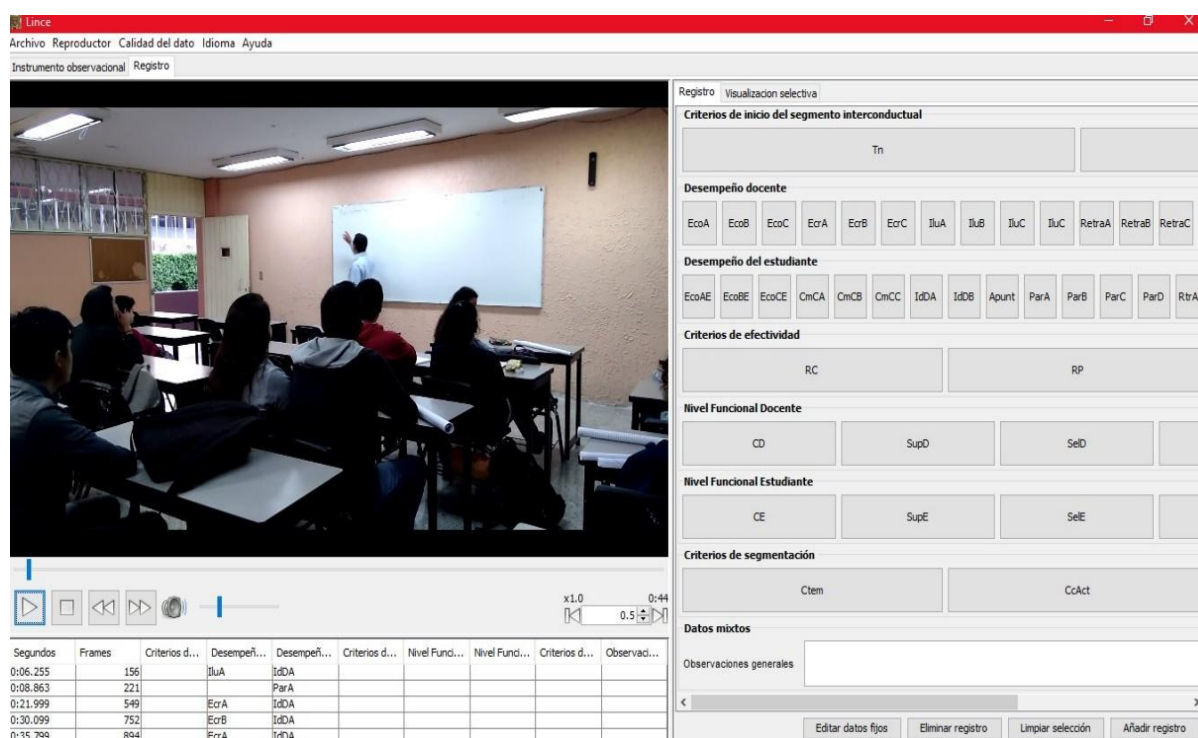 Lince
Archivo Reproductor Calidad del dato Idioma Ayuda
Instrumento observacional Registro
Registro Visualizacion selectiva
Criterios de inicio del segmento interconductual
Tn
Desempeño docente
EcoA EcoB EcoC EcrA EcrB EcrC IluA IluB IluC IluC RetraA RetraB RetraC
Desempeño del estudiante
EcoAE EcoBE EcoCE CmCA CmCB CmCC IdDA IdDB Apunt ParA ParB ParC ParD RtrA
Criterios de efectividad
RC RP
Nivel Funcional Docente
CD SupD SelD
Nivel Funcional Estudiante
CE SupE SelE
Criterios de segmentación
Ctem CcAct
Datos mixtos
Observaciones generales
Editar datos fijos Eliminar registro Limpiar selección Añadir registro
x1.0 0:44
0.5
Segundos Frames Criterios d... Desempeñ... Desempeñ... Criterios d... Nivel Funci... Nivel Funci... Criterios d... Observaci...
0:06.255 156 IluA IdDA
0:08.863 221 ParA
0:21.999 549 EcrA IdDA
0:30.099 752 EcrB IdDA
0:35.799 894 EcrA IdDA